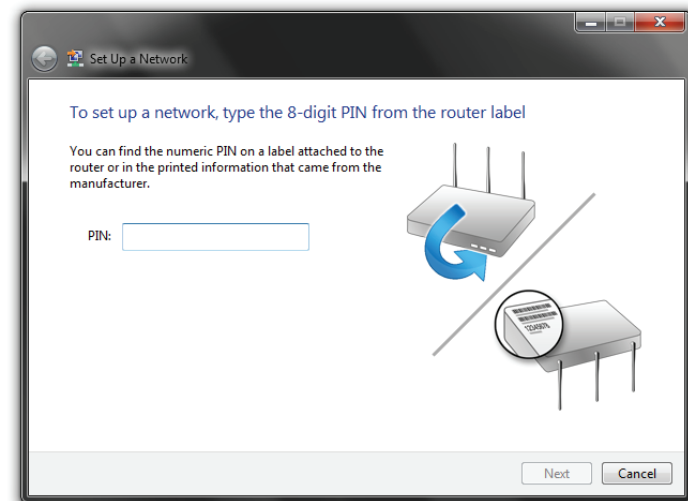 Set Up a Network
To set up a network, type the 8-digit PIN from the router label
You can find the numeric PIN on a label attached to the
router or in the printed information that came from the
manufacturer.
PIN:
12345678
Next
Cancel